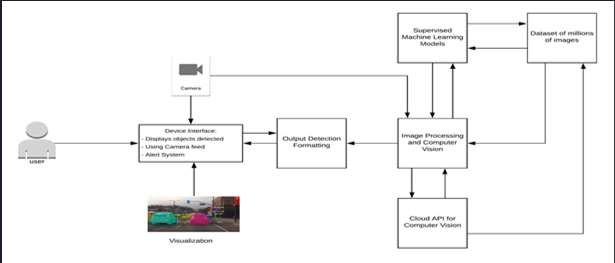 Supervised
Machine Learning
Models
Dataset of millions
of images
Camera
Device Interface:
- Displays objects detected
- Using Camera feed
- Alert System
Output Detection
Formatting
Image Processing
and Computer
Vision
user
Cloud API for
Computer Vision
Visualization